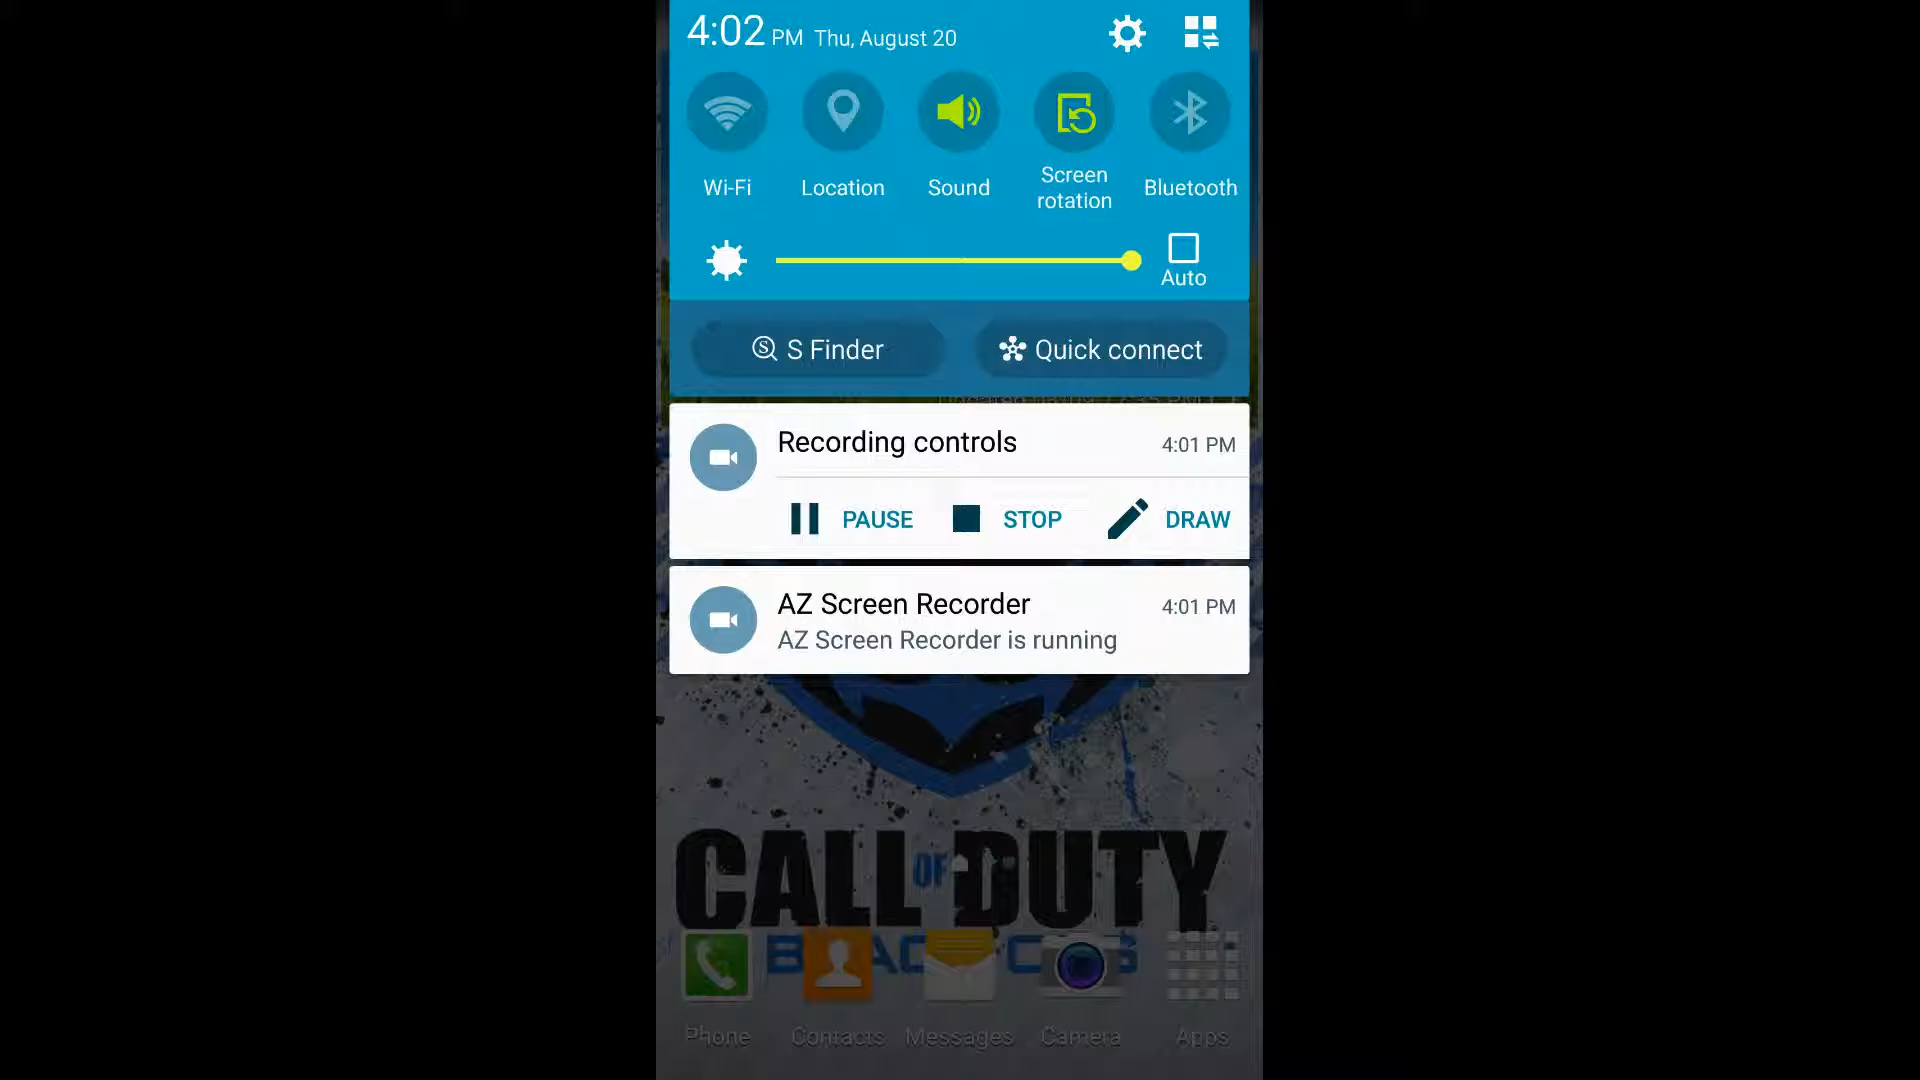 4:02 PM Thu, August 20
Wi-Fi
Location
Sound
Screen
rotation
Bluetooth
Auto
S Finder
Quick connect
Recording controls
4:01 PM
PAUSE
STOP
DRAW
AZ Screen Recorder
4:01 PM
AZ Screen Recorder is running
CALL OF DUTY
Phone
Contacts
Messages
Camera
Apps